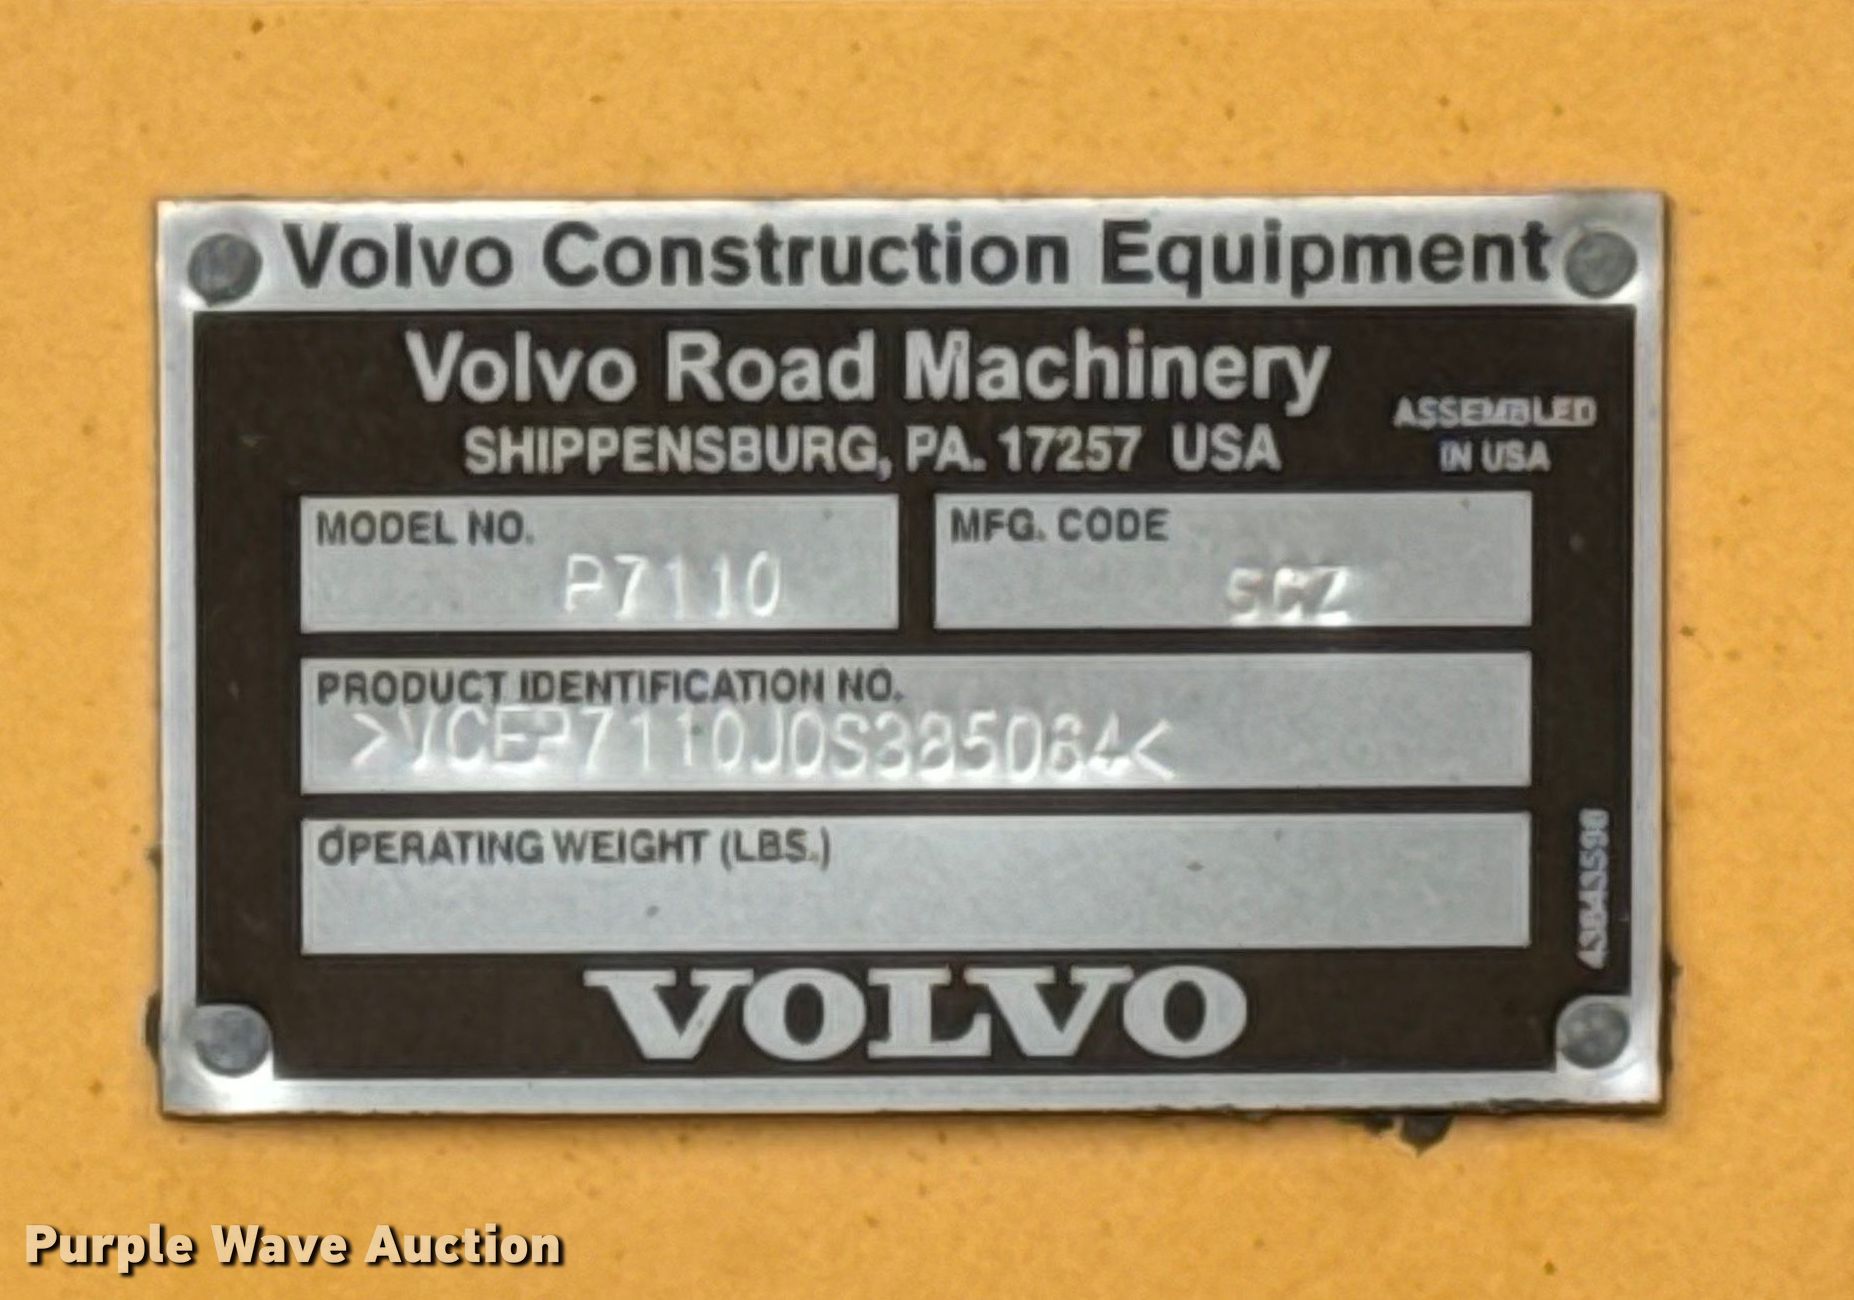 Volvo Construction Equipment
Volvo Road Machinery
SHIPPENSBURG, PA. 17257 USA
ASSEMBLED
IN USA
MODEL NO.
P7110
MFG. CODE
PRODUCT IDENTIFICATION NO.
>VCEP7110J0S385084<
OPERATING WEIGHT (LBS.)
VOLVO
Purple Wave Auction